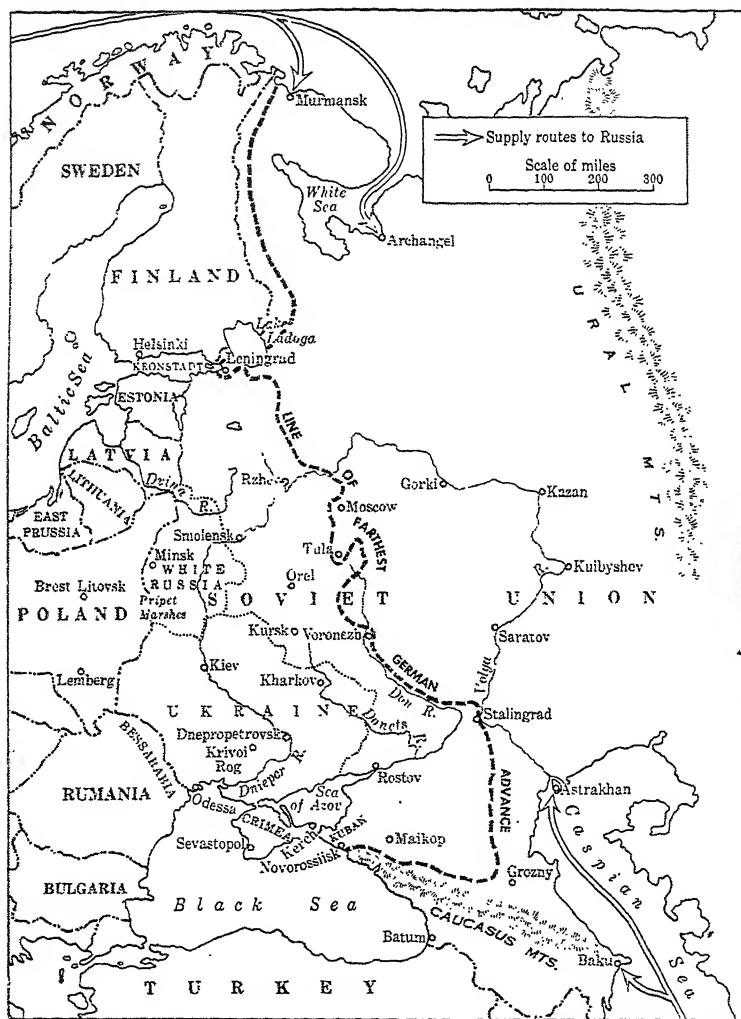 NORWAY
Murmansk
Supply routes to Russia
Scale of miles
0 100 200 300
SWEDEN
White
Sea
Archangel
FINLAND
URAL MTS
Lake
Ladoga
Helsinki
Leningrad
KRONSTADT
Baltic Sea
ESTONIA
LATVIA
LINE OF FARTHEST GERMAN ADVANCE
Dvina R.
Rzhev
Gorki
Kazan
LITHUANIA
Moscow
EAST
PRUSSIA
Smolensk
Tula
Minsk
WHITE
RUSSIA
Kuibyshev
Brest Litovsk
Orel
SOVIET UNION
POLAND
Pripet
Marshes
Kursk
Voronezh
Saratov
Volga R.
Lemberg
Kiev
Kharkov
Don R.
Stalingrad
UKRAINE
Donets R.
BESSARABIA
Dnepropetrovsk
Krivoi
Rog
Dnieper R.
Rostov
RUMANIA
Odessa
Sea
of Azov
Astrakhan
CRIMEA
Kerch
KUBAN
Maikop
Sevastopol
Novorossiisk
Grozny
Caspian Sea
BULGARIA
Black Sea
CAUCASUS MTS.
Batum
Baku
TURKEY